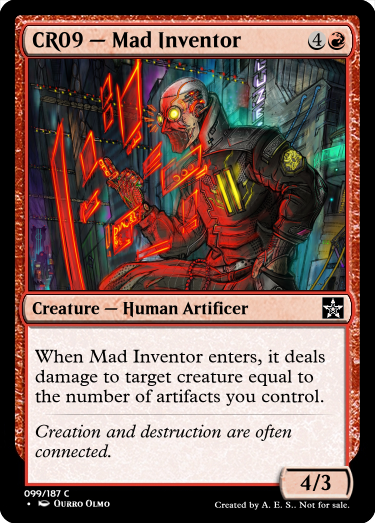 CR09 — Mad Inventor 4
Creature — Human Artificer
When Mad Inventor enters, it deals
damage to target creature equal to
the number of artifacts you control.
Creation and destruction are often
connected.
4/3
099/187 C
• Ourro Olmo
Created by A. E. S.. Not for sale.